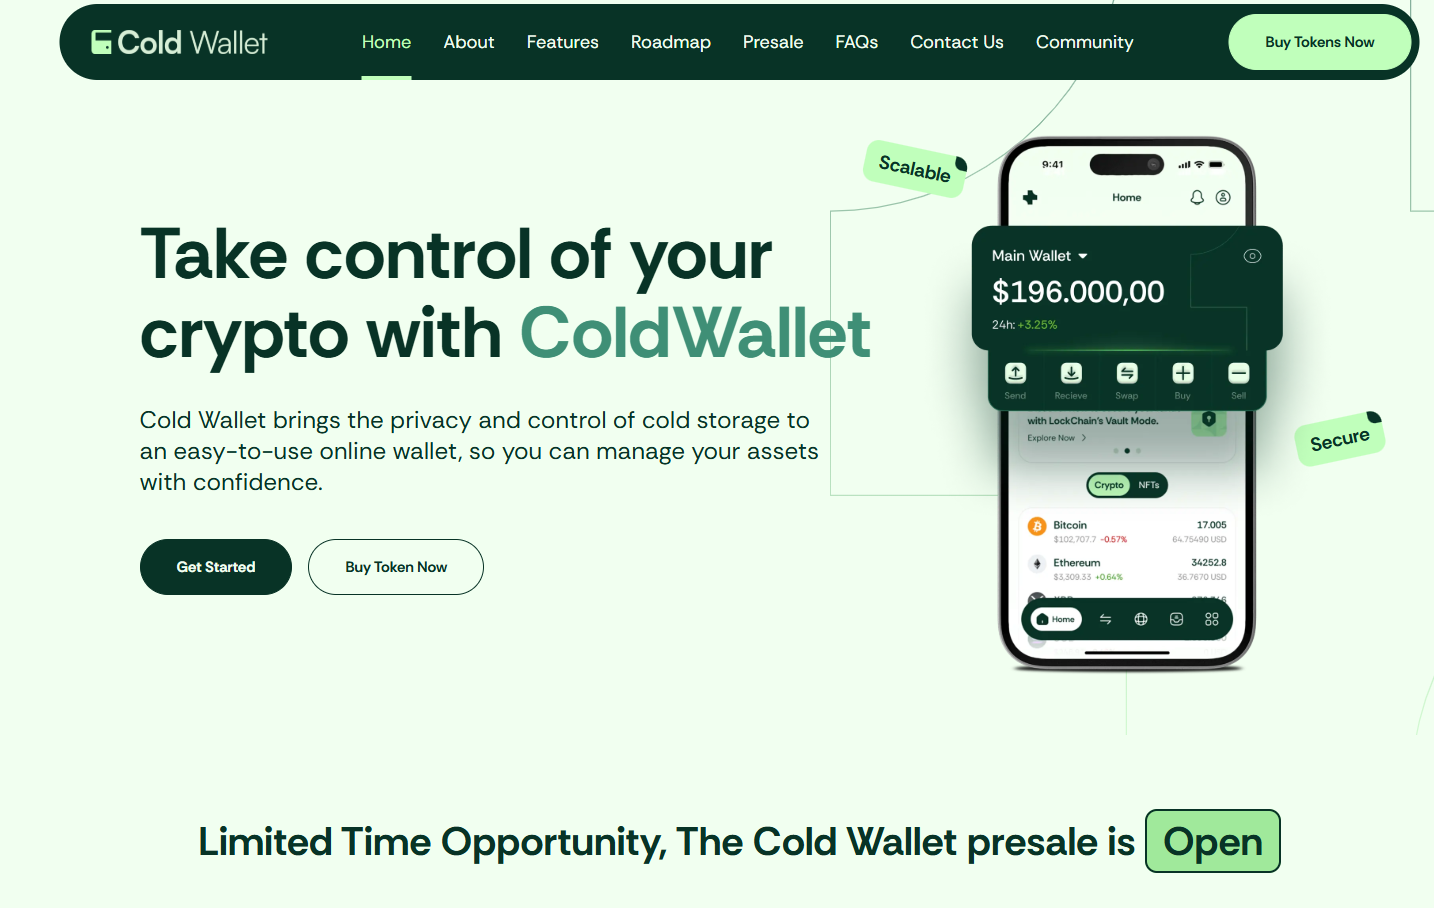 Cold Wallet
Home
About
Features
Roadmap
Presale
FAQs
Contact Us
Community
Buy Tokens Now
Take control of your
crypto with ColdWallet
Cold Wallet brings the privacy and control of cold storage to
an easy-to-use online wallet, so you can manage your assets
with confidence.
Get Started
Buy Token Now
Scalable
9:41
Home
Main Wallet
$196.000,00
24h: +3.25%
Send
Recieve
Swap
Buy
Sell
with LockChain's Vault Mode.
Explore Now
Secure
Crypto
NFTs
Bitcoin
17.005
$102,707.7 -0.57%
64.75490 USD
Ethereum
34252.8
$3,309.33 +0.64%
36.7670 USD
Home
Limited Time Opportunity, The Cold Wallet presale is Open